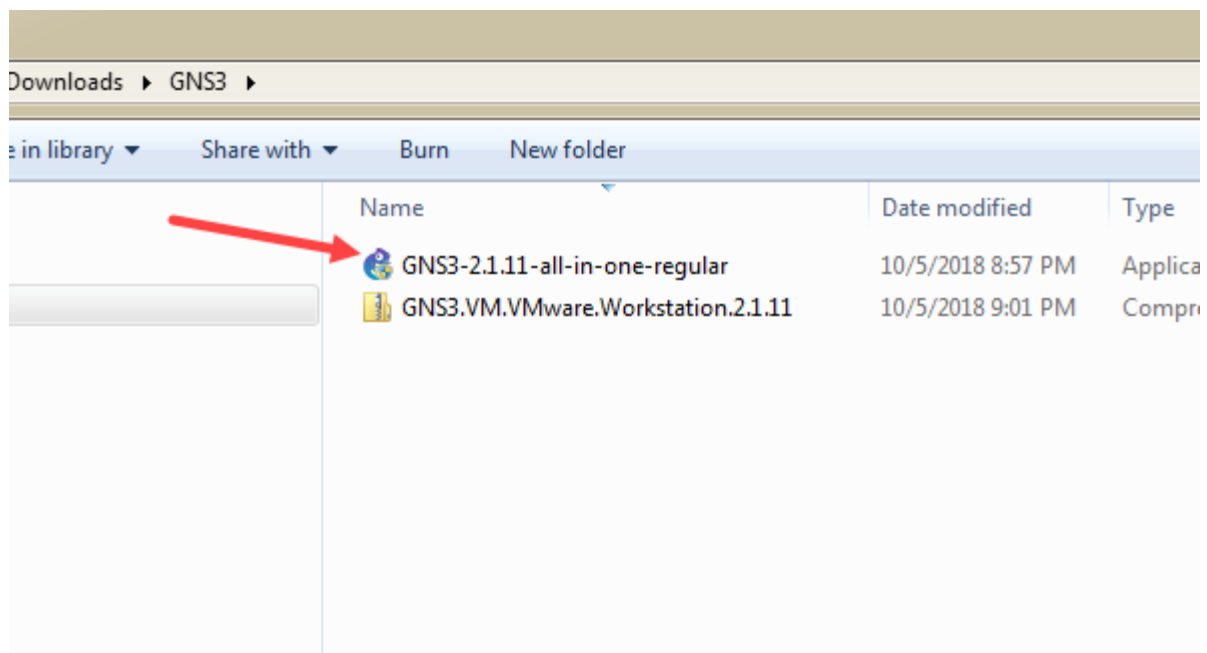 Downloads ▸ GNS3 ▸
in library Share with Burn New folder
Name Date modified Type
GNS3-2.1.11-all-in-one-regular 10/5/2018 8:57 PM Applica
GNS3.VM.VMware.Workstation.2.1.11 10/5/2018 9:01 PM Compre